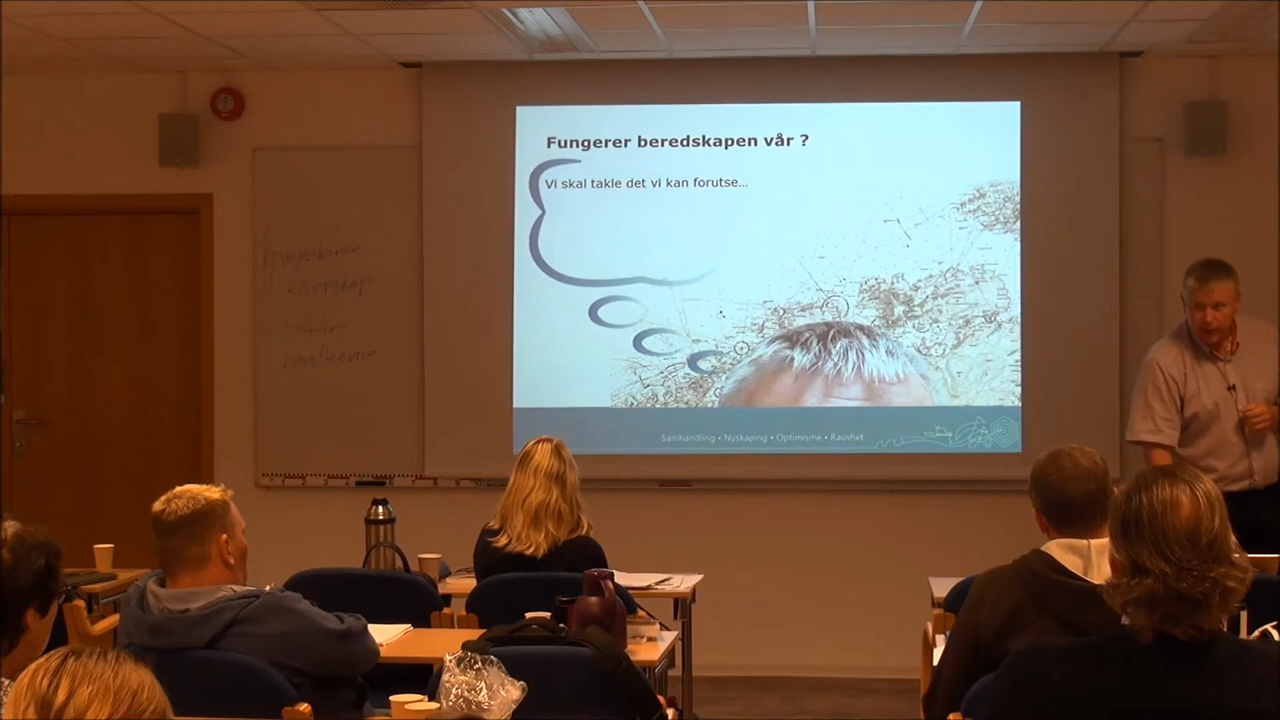 Fungerer beredskapen vår ?
Vi skal takle det vi kan forutse...
Samhandling • Nyskaping • Optimisme • Raushet